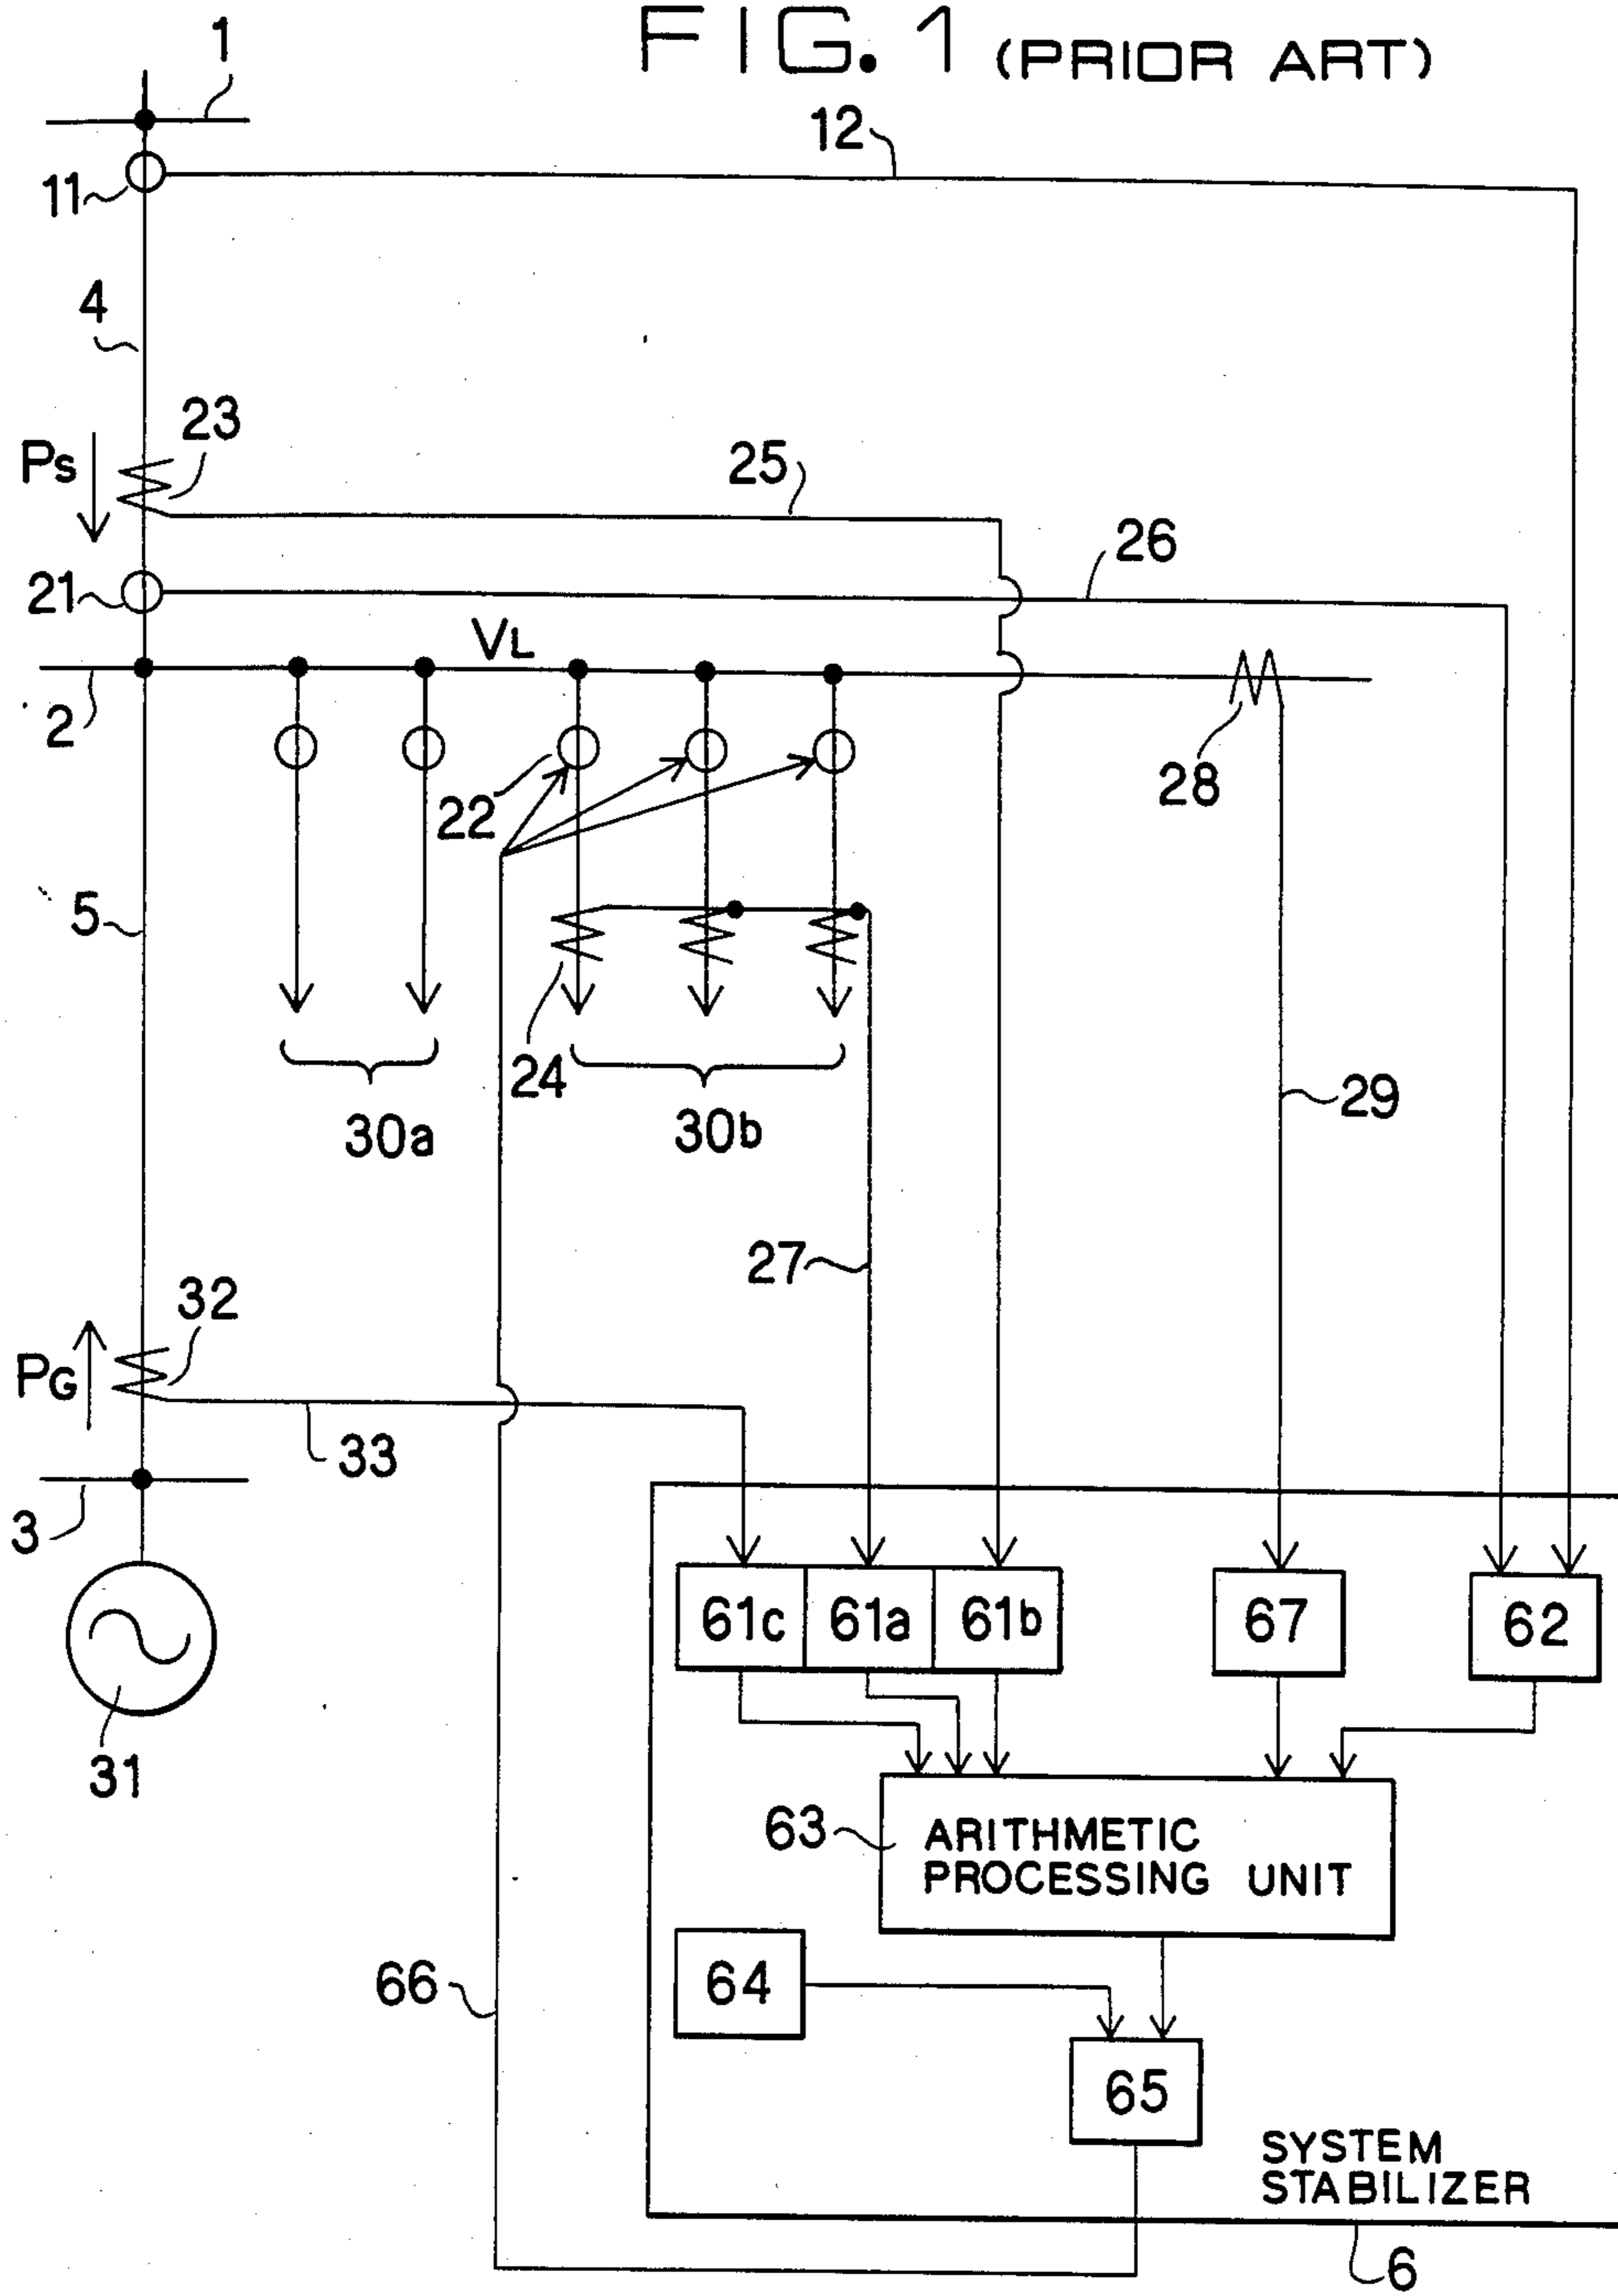 FIG. 1 (PRIOR ART)
1
12
11
4
23
Ps
25
26
21
VL
2
22
28
5
24
29
30a
30b
27
32
PG
33
3
61c
61a
61b
67
62
31
63
ARITHMETIC
PROCESSING UNIT
66
64
65
SYSTEM
STABILIZER
6